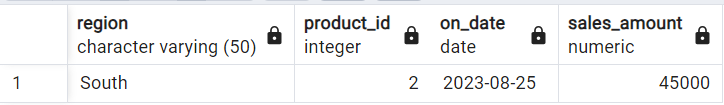 region product_id on_date sales_amount
character varying (50) integer date numeric
1 South 2 2023-08-25 45000